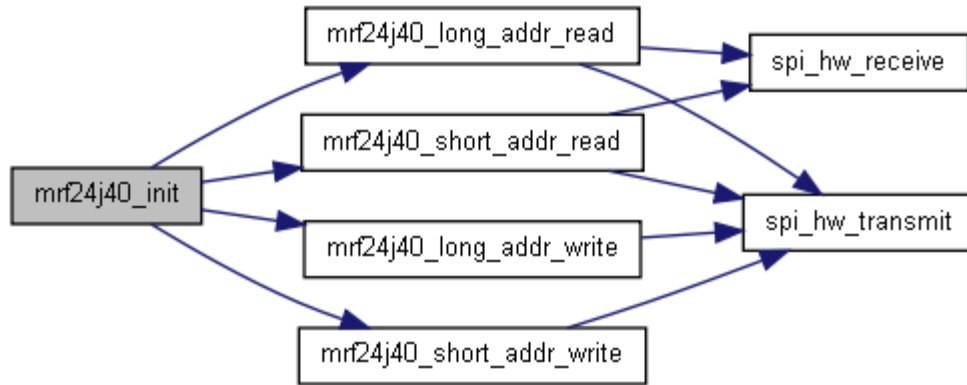 mrf24j40_long_addr_read
spi_hw_receive
mrf24j40_short_addr_read
mrf24j40_init
spi_hw_transmit
mrf24j40_long_addr_write
mrf24j40_short_addr_write